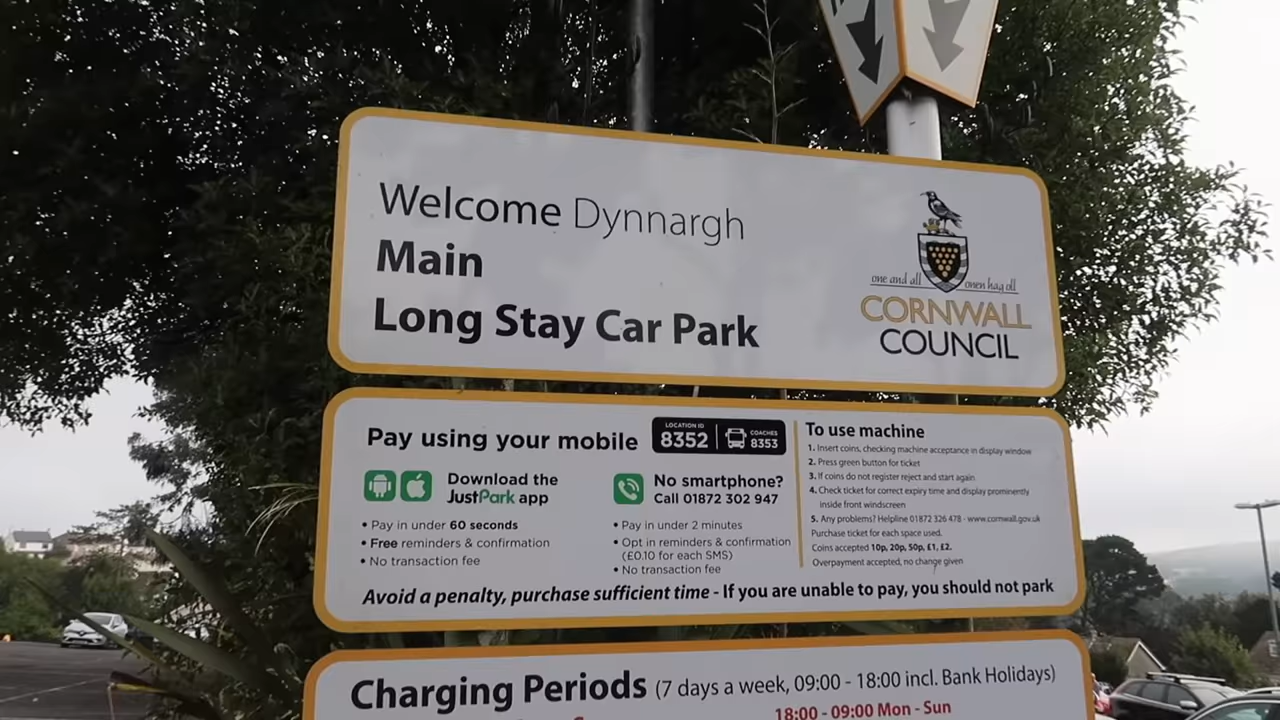 Welcome Dynnargh
Main
Long Stay Car Park
one and all
onen hag oll
CORNWALL
COUNCIL
Pay using your mobile
LOCATION ID
8352
COACHES
8353
Download the
JustPark app
• Pay in under 60 seconds
• Free reminders & confirmation
• No transaction fee
No smartphone?
Call 01872 302 947
• Pay in under 2 minutes
• Opt in reminders & confirmation
(£0.10 for each SMS)
• No transaction fee
To use machine
1. Insert coins, checking machine acceptance in display window
2. Press green button for ticket
3. If coins do not register reject and start again
4. Check ticket for correct expiry time and display prominently
inside front windscreen
5. Any problems? Helpline 01872 326 478 - www.cornwall.gov.uk
Purchase ticket for each space used.
Coins accepted 10p, 20p, 50p, £1, £2.
Overpayment accepted, no change given
Avoid a penalty, purchase sufficient time - If you are unable to pay, you should not park
Charging Periods (7 days a week, 09:00 - 18:00 incl. Bank Holidays)
18:00 - 09:00 Mon - Sun